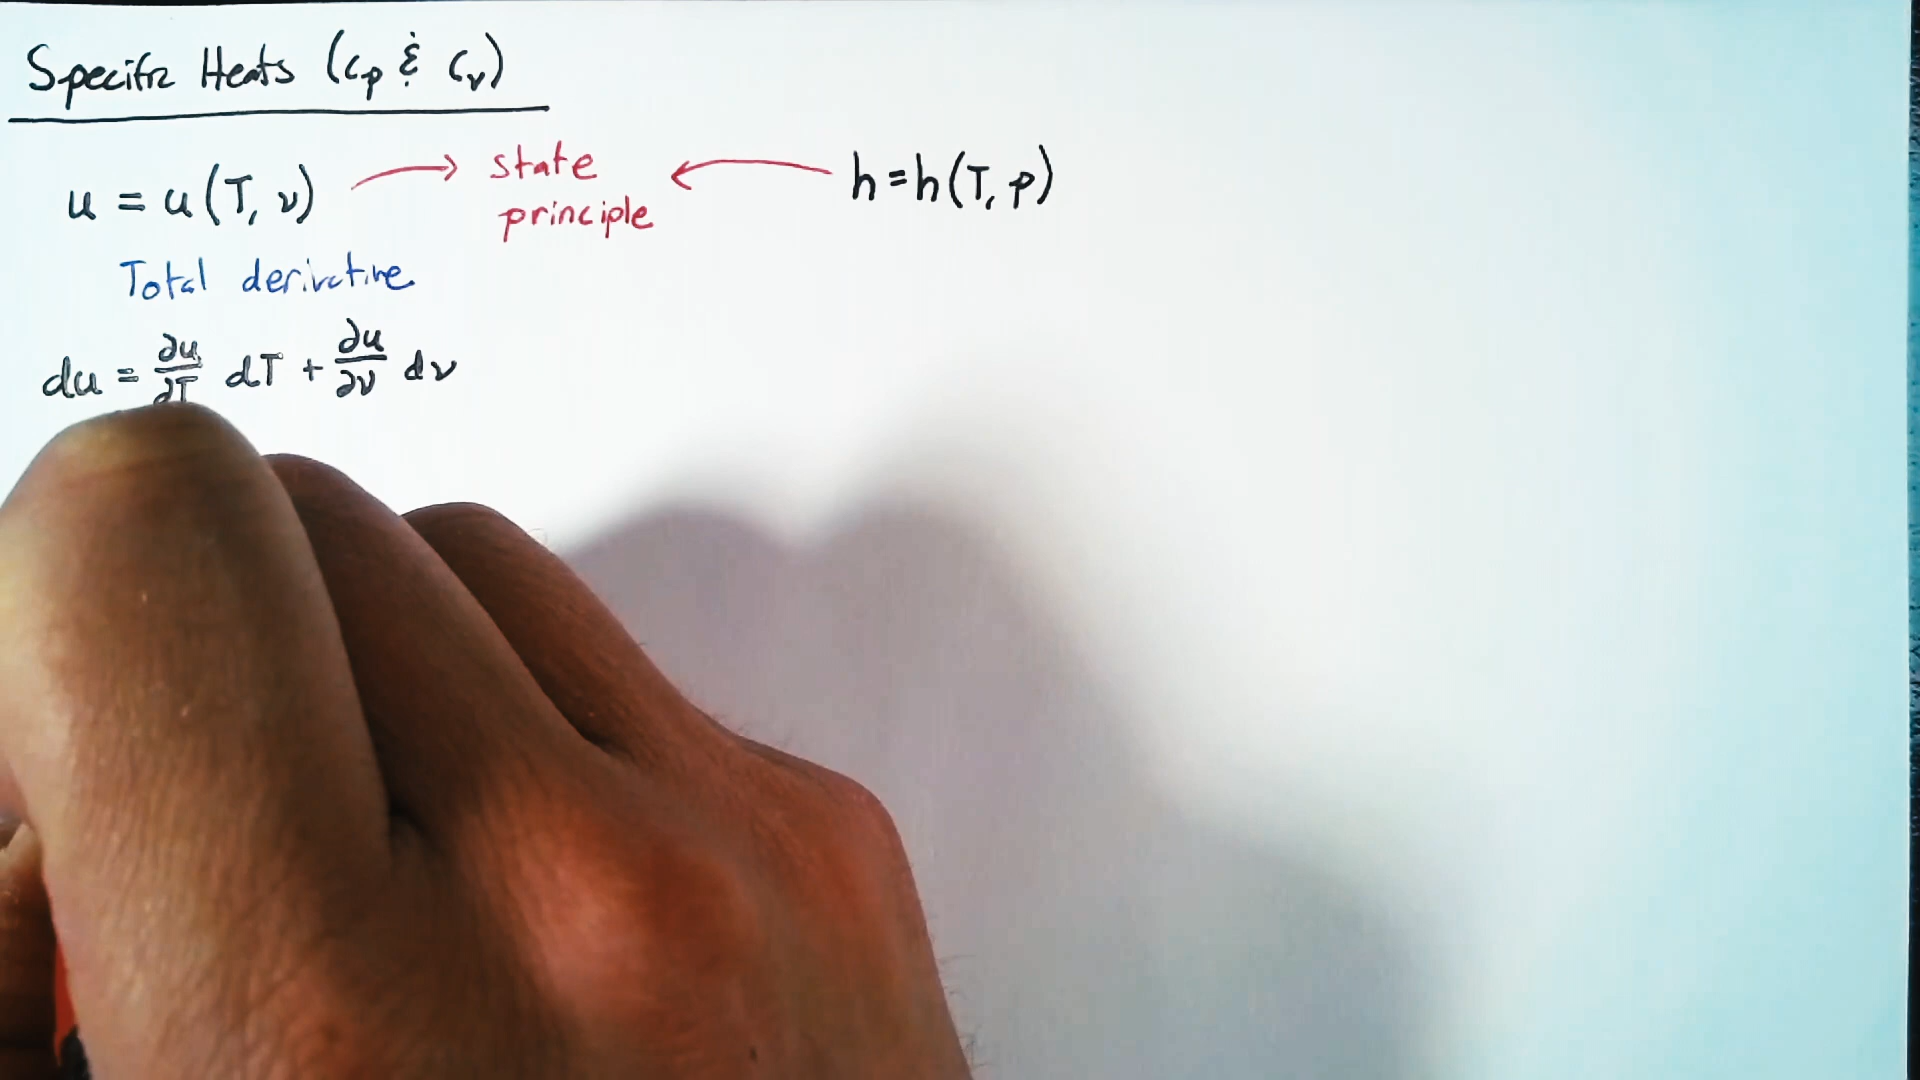 Specific Heats (cp & cv)
u = u(T, v)
state
principle
h = h(T, p)
Total derivative
du = ∂u/∂T dT + ∂u/∂v dv